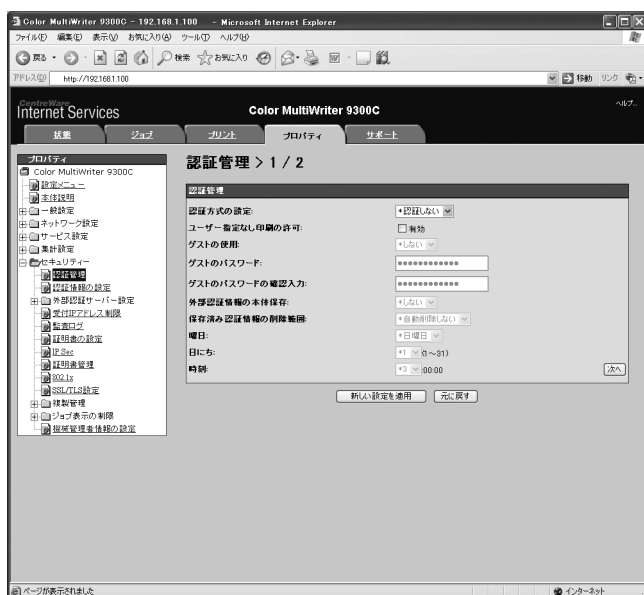 Color MultiWriter 9300C - 192.168.1.100 - Microsoft Internet Explorer
ファイル(F) 編集(E) 表示(V) お気に入り(A) ツール(T) ヘルプ(H)
戻る 検索 お気に入り
アドレス(D) http://192.168.1.100 移動 リンク
CentreWare
Internet Services
Color MultiWriter 9300C
ヘルプ...
状態 ジョブ プリント プロパティ サポート
プロパティ
Color MultiWriter 9300C
設定メニュー
本体説明
一般設定
ネットワーク設定
サービス設定
集計設定
セキュリティー
認証管理
認証情報の設定
外部認証サーバー設定
受付IPアドレス制限
監査ログ
証明書の設定
IP Sec
証明書管理
802.1x
SSL/TLS設定
複製管理
ジョブ表示の制限
機械管理者情報の設定
認証管理 > 1 / 2
認証管理
認証方式の設定: *認証しない
ユーザー指定なし印刷の許可: 有効
ゲストの使用: *しない
ゲストのパスワード: ●●●●●●●●●●●●
ゲストのパスワードの確認入力: ●●●●●●●●●●●●
外部認証情報の本体保存: *しない
保存済み認証情報の削除範囲: *自動削除しない
曜日: *日曜日
日にち: *1 (1～31)
時刻: *3 :00:00
次へ
新しい設定を適用 元に戻す
ページが表示されました
インターネット